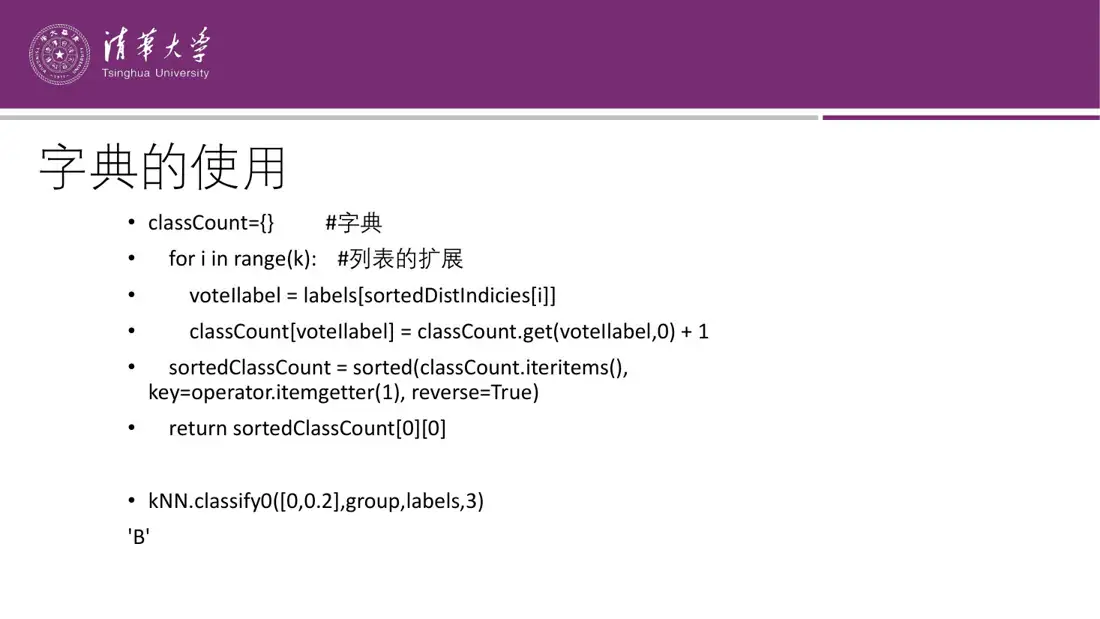 清华大学
Tsinghua University
字典的使用
• classCount={} #字典
• for i in range(k): #列表的扩展
• voteIlabel = labels[sortedDistIndicies[i]]
• classCount[voteIlabel] = classCount.get(voteIlabel,0) + 1
• sortedClassCount = sorted(classCount.iteritems(),
key=operator.itemgetter(1), reverse=True)
• return sortedClassCount[0][0]
• kNN.classify0([0,0.2],group,labels,3)
'B'